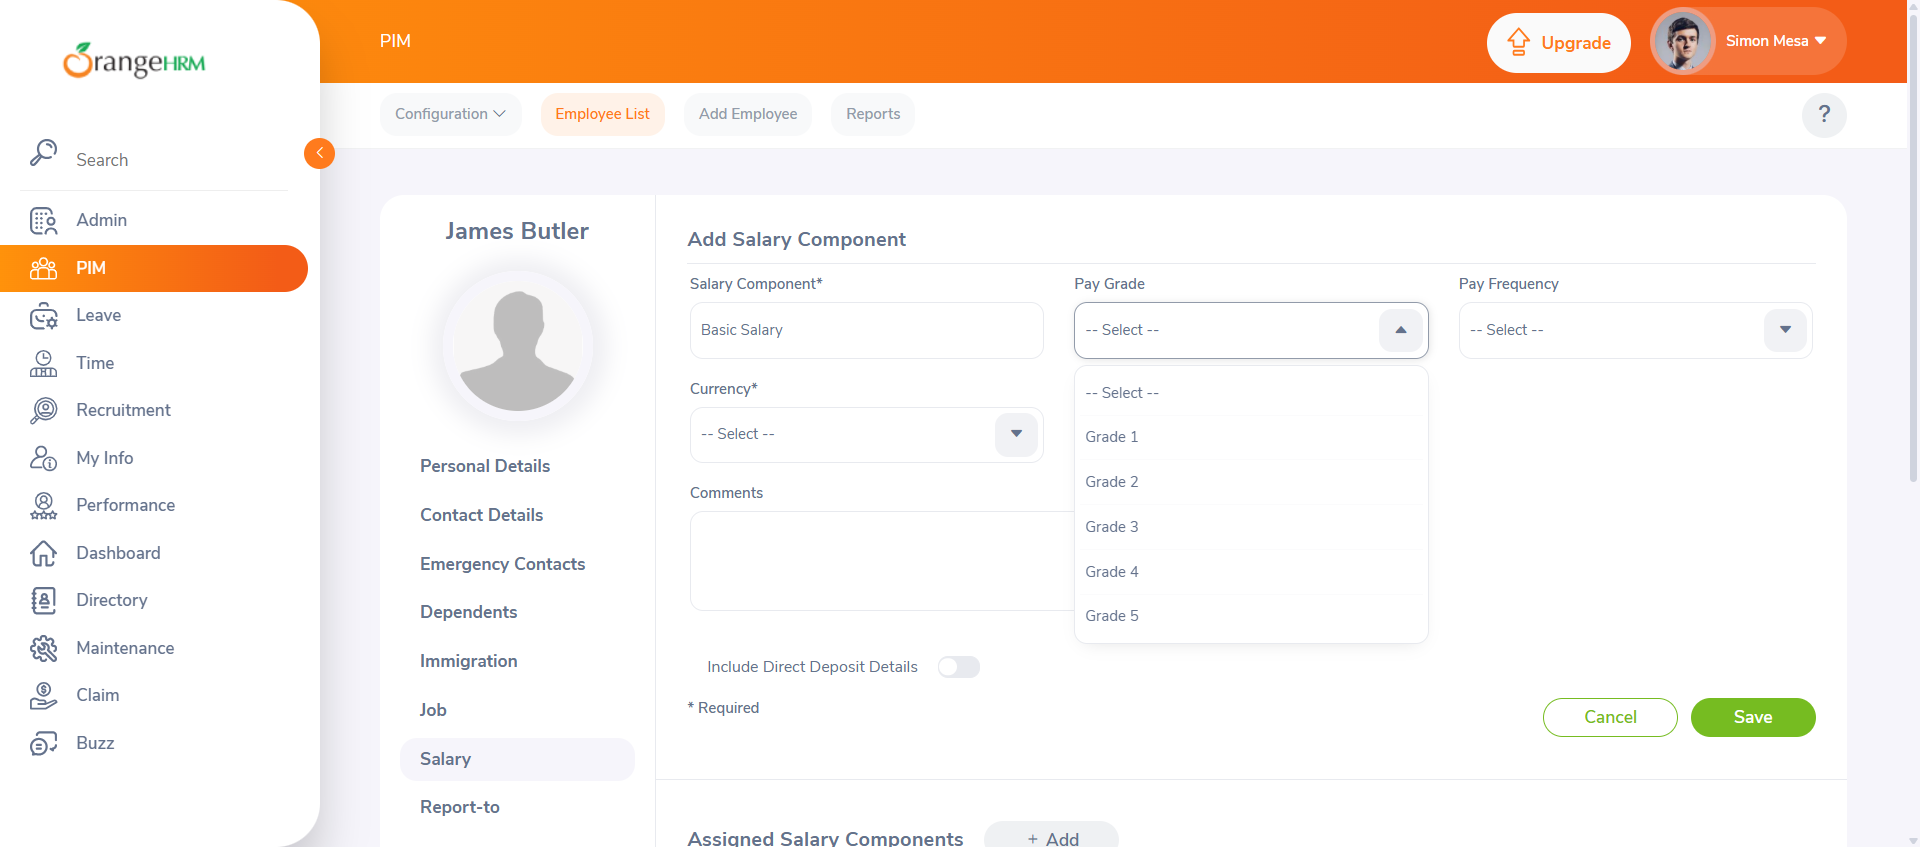 OrangeHRM
PIM
Upgrade
Simon Mesa
Configuration
Employee List
Add Employee
Reports
?
Search
Admin
PIM
Leave
Time
Recruitment
My Info
Performance
Dashboard
Directory
Maintenance
Claim
Buzz
James Butler
Personal Details
Contact Details
Emergency Contacts
Dependents
Immigration
Job
Salary
Report-to
Add Salary Component
Salary Component*
Basic Salary
Pay Grade
-- Select --
Pay Frequency
-- Select --
Currency*
-- Select --
-- Select --
Grade 1
Grade 2
Grade 3
Grade 4
Grade 5
Comments
Include Direct Deposit Details
* Required
Cancel
Save
Assigned Salary Components
+ Add